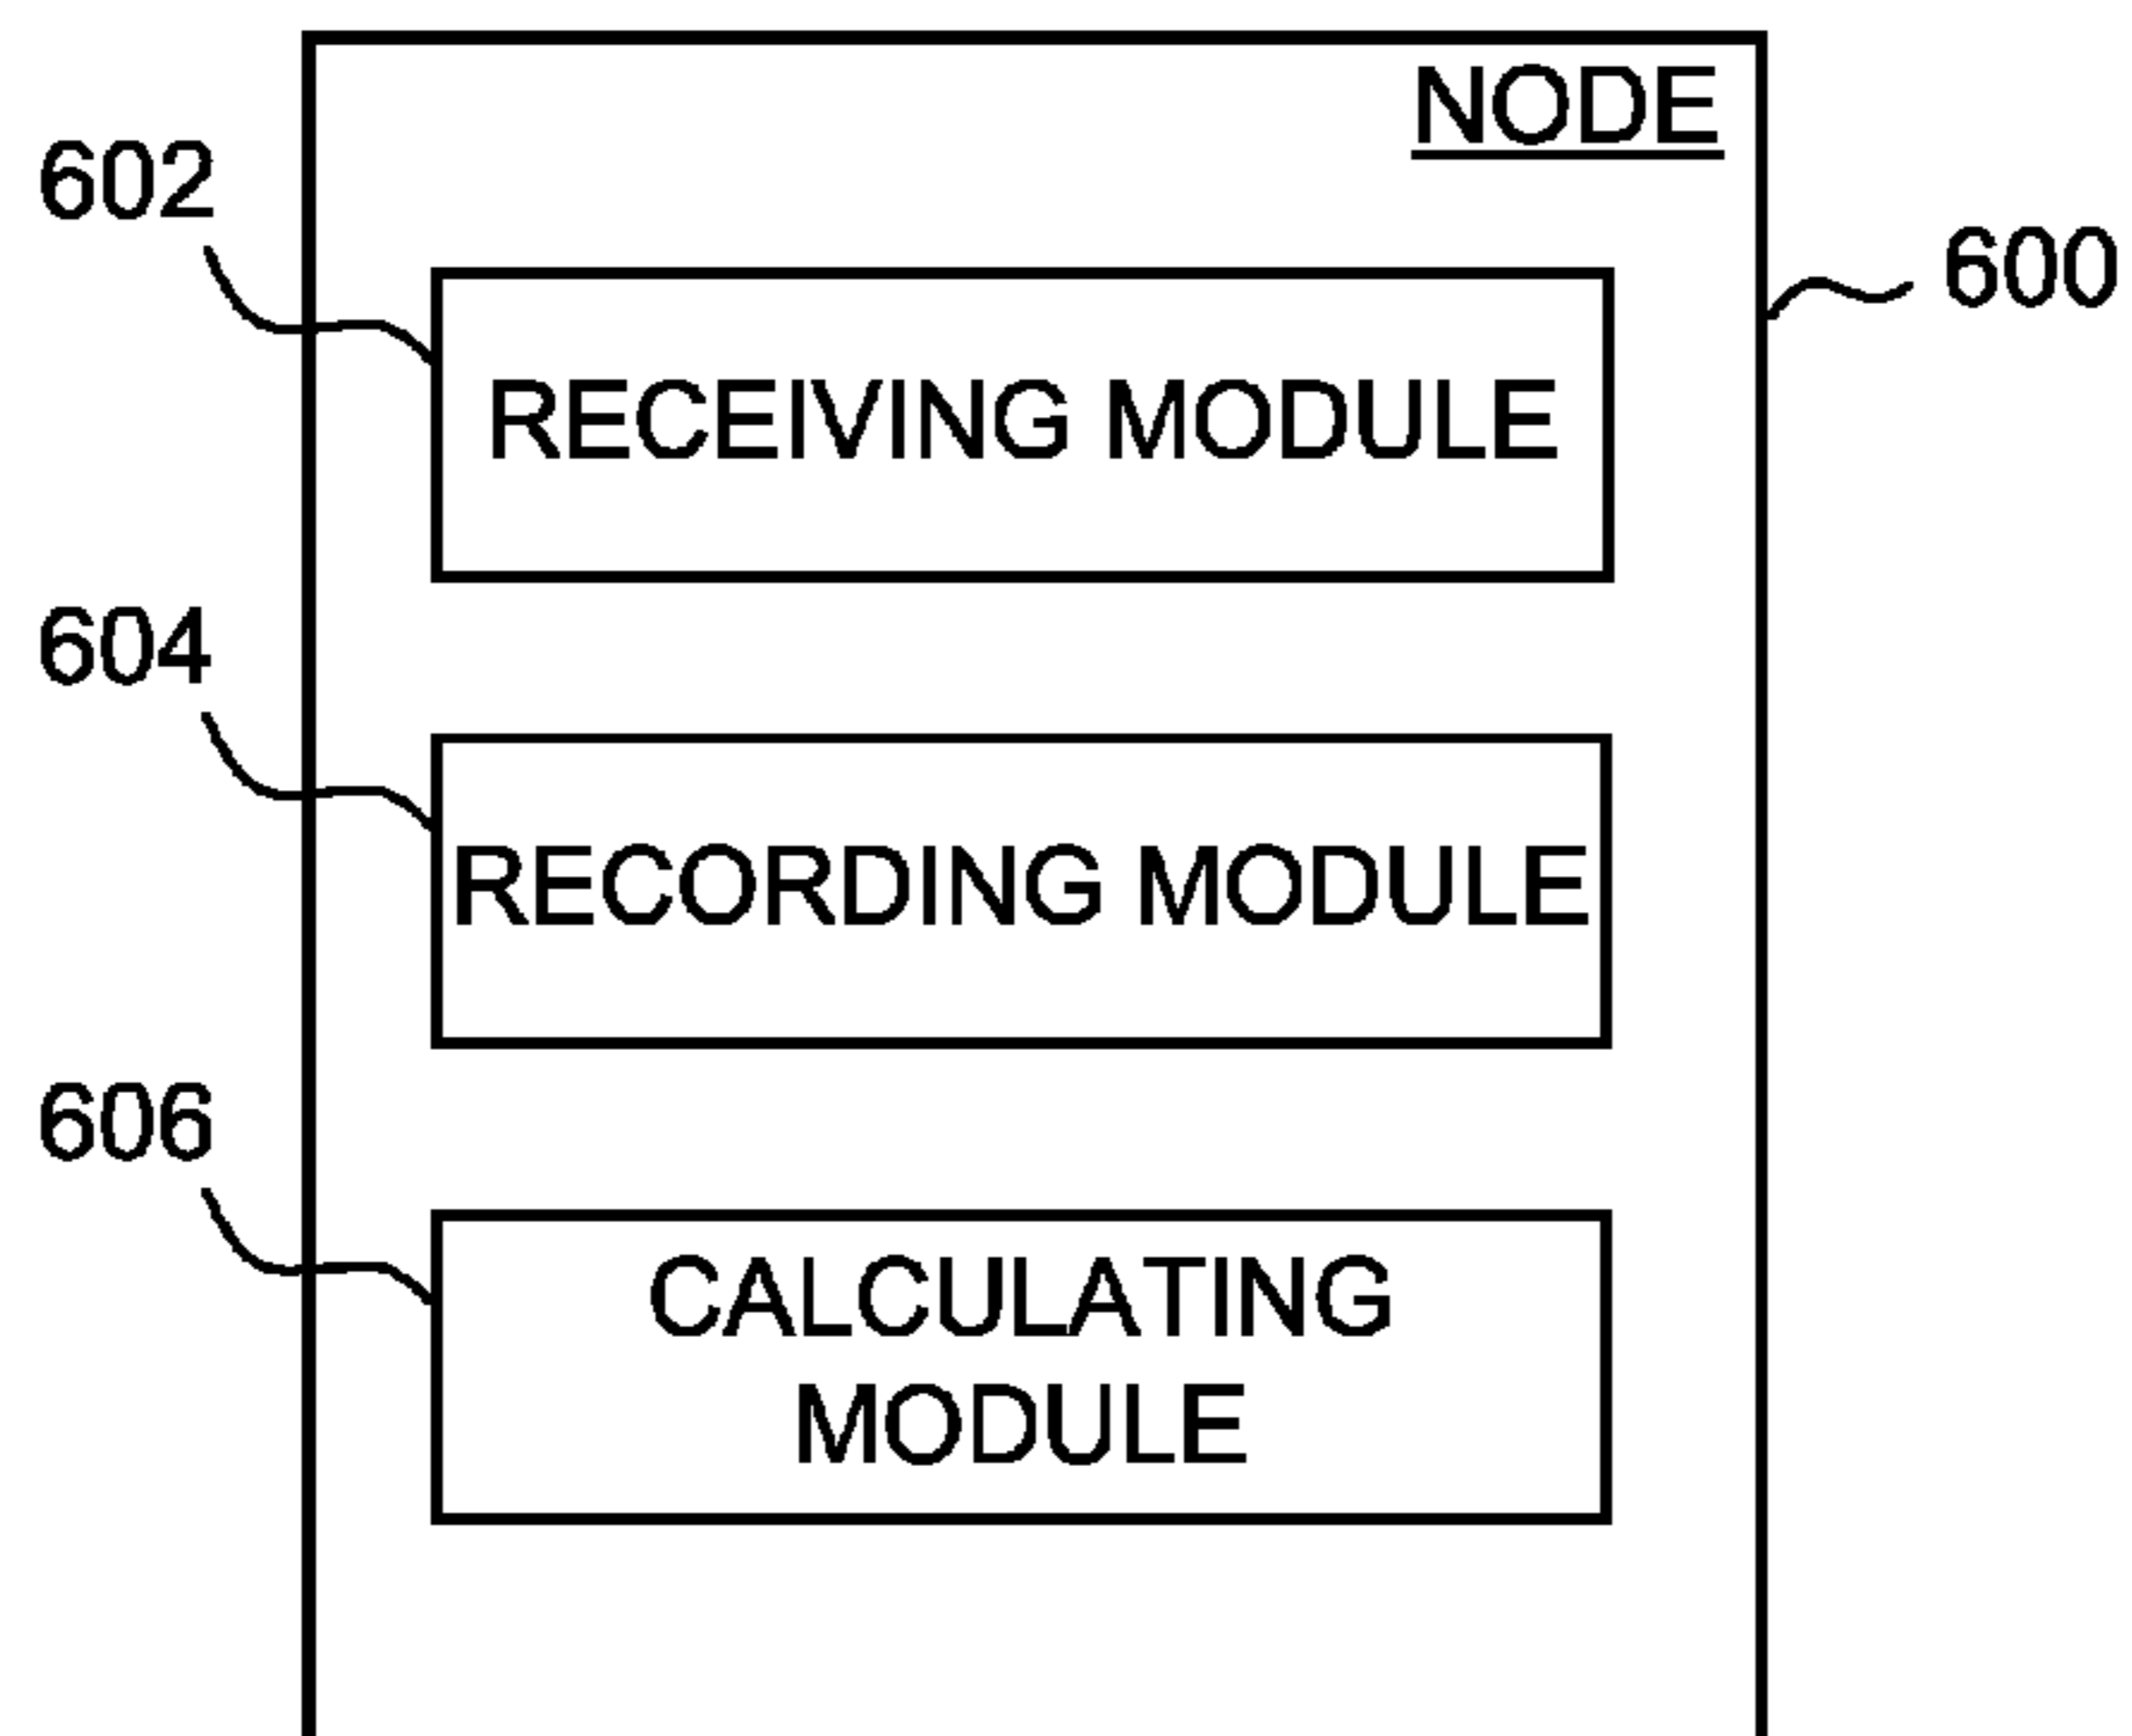 NODE
602
600
RECEIVING MODULE
604
RECORDING MODULE
606
CALCULATING
MODULE